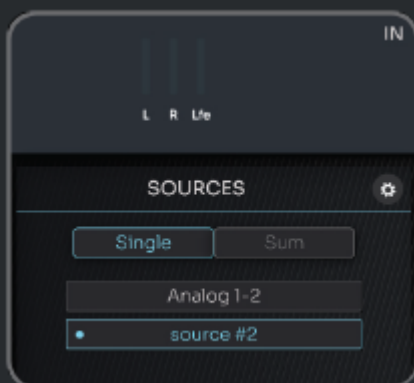 IN
L R Lfe
SOURCES
Single Sum
Analog 1-2
source #2